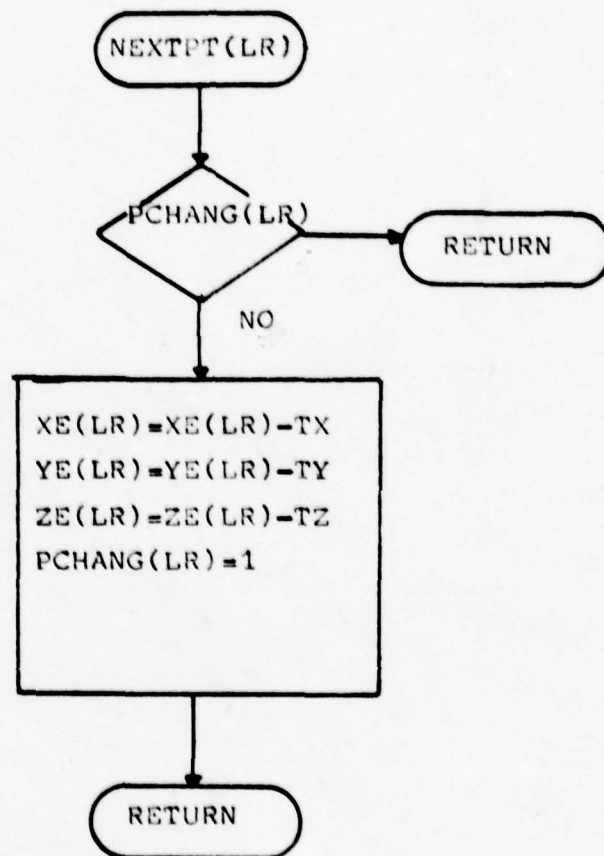 NEXTPT(LR)
PCHANG(LR)
RETURN
NO
XE(LR)=XE(LR)-TX
YE(LR)=YE(LR)-TY
ZE(LR)=ZE(LR)-TZ
PCHANG(LR)=1
RETURN